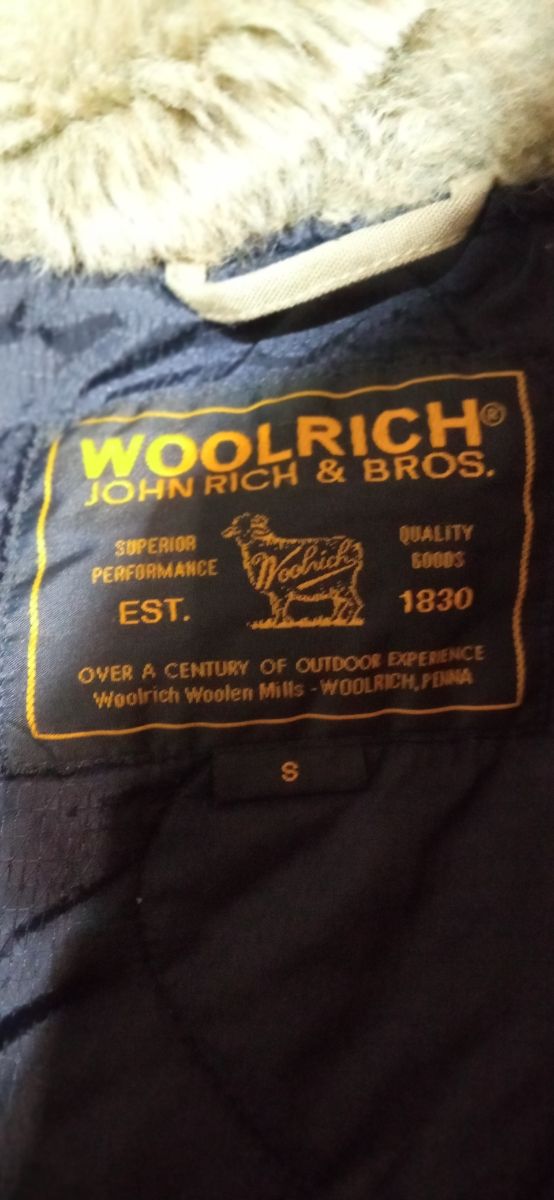 WOOLRICH®
JOHN RICH & BROS.
SUPERIOR PERFORMANCE
Woolrich
QUALITY GOODS
EST. 1830
OVER A CENTURY OF OUTDOOR EXPERIENCE
Woolrich Woolen Mills - WOOLRICH, PENNA
S